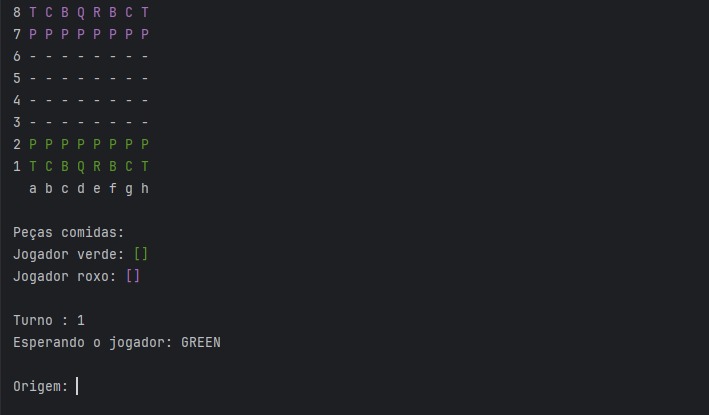 8 T C B Q R B C T
7 P P P P P P P P
6 - - - - - - - -
5 - - - - - - - -
4 - - - - - - - -
3 - - - - - - - -
2 P P P P P P P P
1 T C B Q R B C T
  a b c d e f g h
Peças comidas:
Jogador verde: []
Jogador roxo: []
Turno : 1
Esperando o jogador: GREEN
Origem: